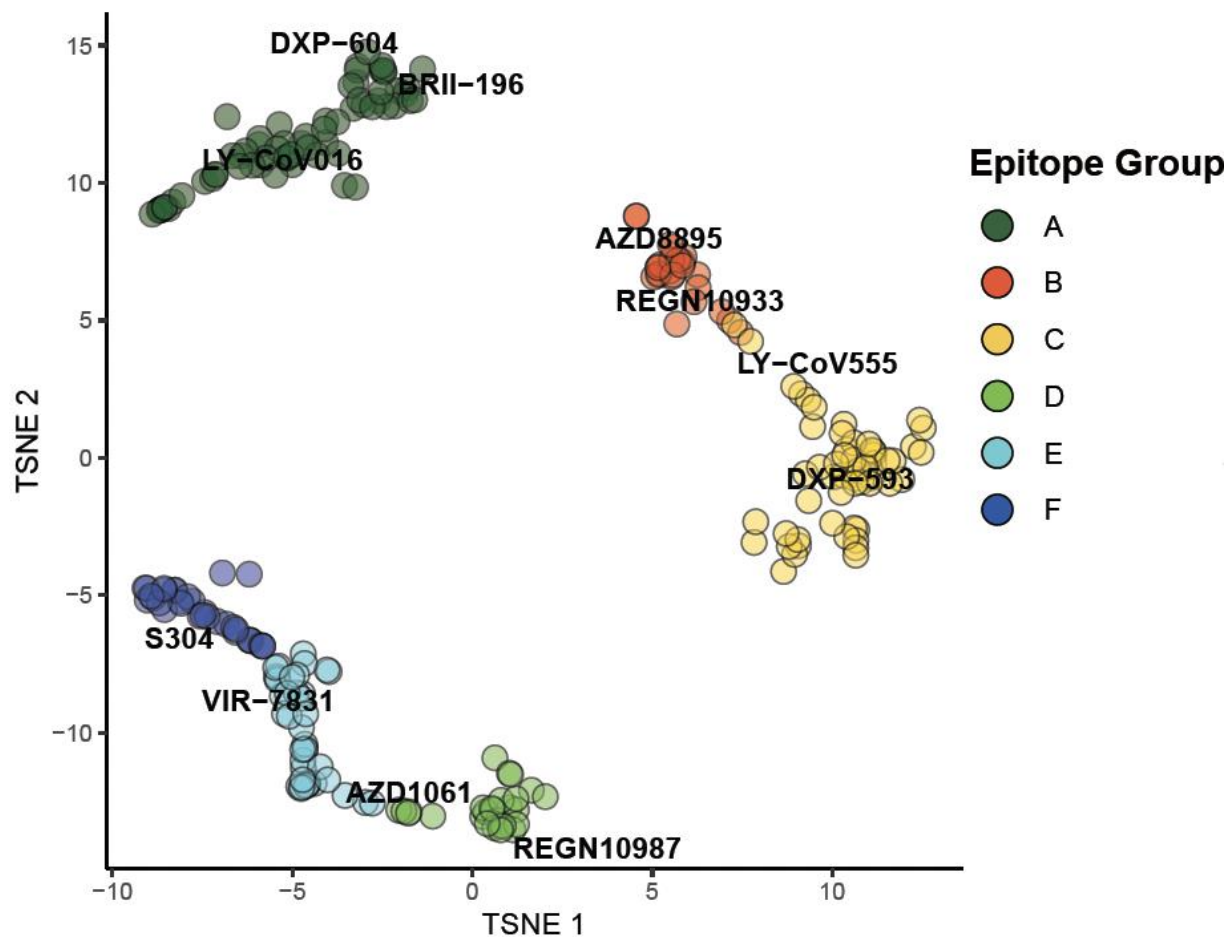 DXP−604
15
BRII−196
LY−CoV016
10
Epitope Group
A
B
C
D
E
F
AZD8895
REGN10933
5
LY−CoV555
TSNE 2
0
DXP−593
−5
S304
VIR−7831
−10
AZD1061
REGN10987
−10
−5
0
5
10
TSNE 1